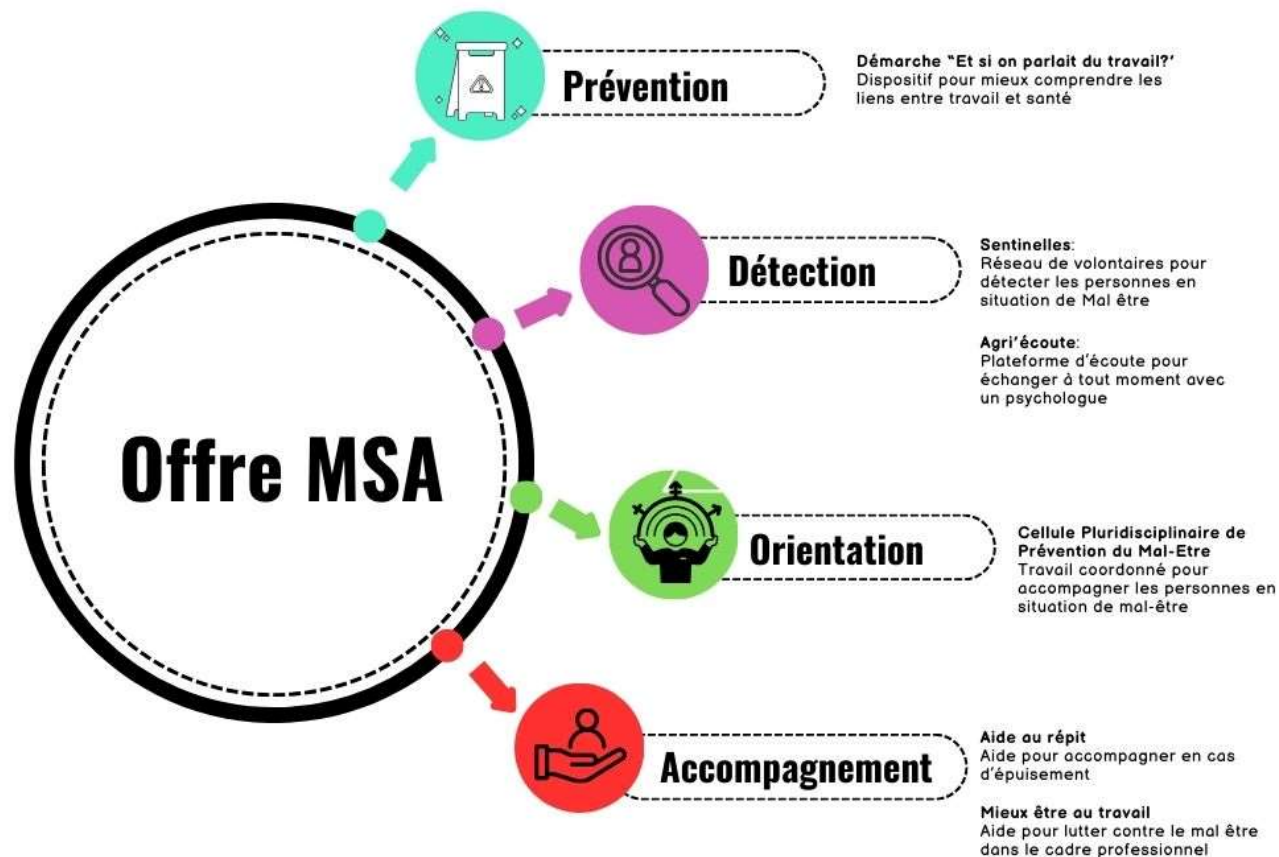 Prévention
Démarche "Et si on parlait du travail?'
Dispositif pour mieux comprendre les
liens entre travail et santé
Détection
Sentinelles:
Réseau de volontaires pour
détecter les personnes en
situation de Mal être
Agri'écoute:
Plateforme d'écoute pour
échanger à tout moment avec
un psychologue
Offre MSA
Orientation
Cellule Pluridisciplinaire de
Prévention du Mal-Etre
Travail coordonné pour
accompagner les personnes en
situation de mal-être
Accompagnement
Aide au répit
Aide pour accompagner en cas
d'épuisement
Mieux être au travail
Aide pour lutter contre le mal être
dans le cadre professionnel